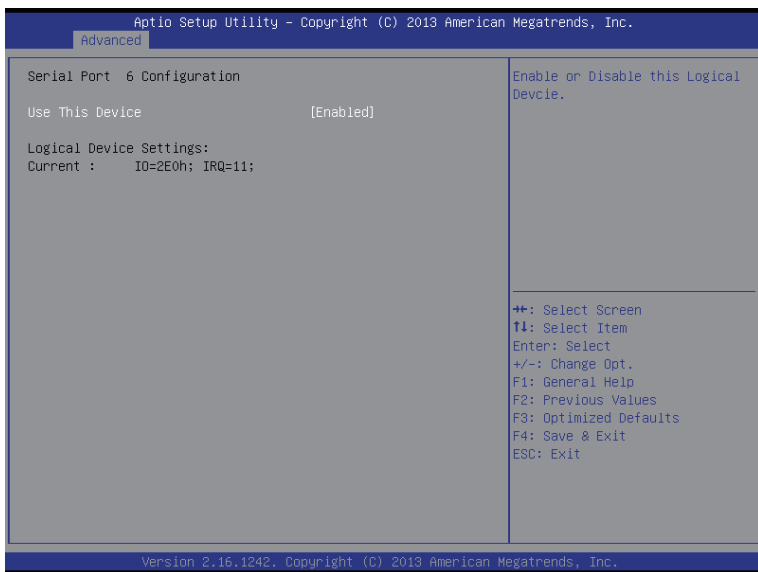 Aptio Setup Utility – Copyright (C) 2013 American Megatrends, Inc.
Advanced
Serial Port 6 Configuration
Use This Device [Enabled]
Logical Device Settings:
Current : IO=2E0h; IRQ=11;
Enable or Disable this Logical
Devcie.
→←: Select Screen
↑↓: Select Item
Enter: Select
+/-: Change Opt.
F1: General Help
F2: Previous Values
F3: Optimized Defaults
F4: Save & Exit
ESC: Exit
Version 2.16.1242. Copyright (C) 2013 American Megatrends, Inc.